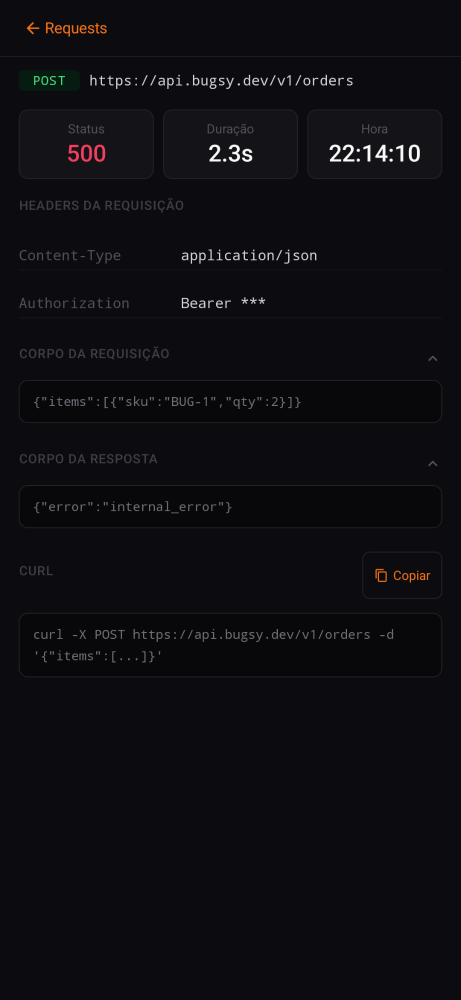 Requests
POST https://api.bugsy.dev/v1/orders
Status
500
Duração
2.3s
Hora
22:14:10
HEADERS DA REQUISIÇÃO
Content-Type application/json
Authorization Bearer ***
CORPO DA REQUISIÇÃO
{"items":[{"sku":"BUG-1","qty":2}]}
CORPO DA RESPOSTA
{"error":"internal_error"}
CURL
Copiar
curl -X POST https://api.bugsy.dev/v1/orders -d
'{"items":[...]}'